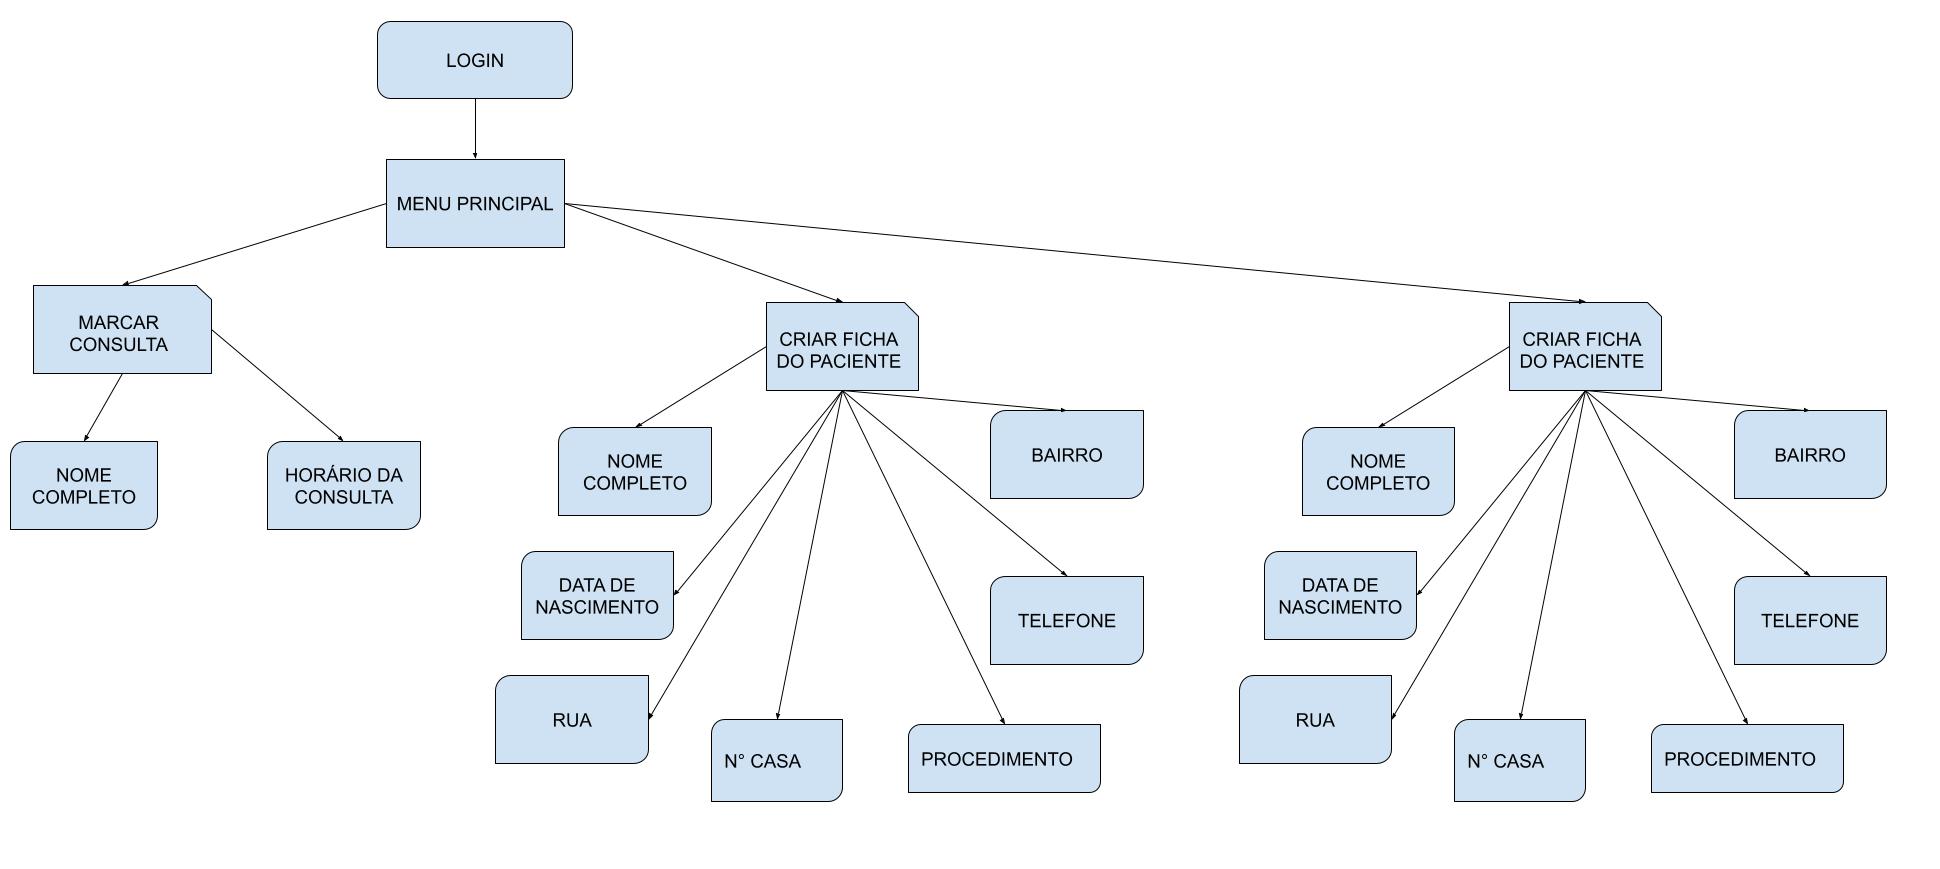 LOGIN
MENU PRINCIPAL
MARCAR
CONSULTA
NOME
COMPLETO
HORÁRIO DA
CONSULTA
CRIAR FICHA
DO PACIENTE
NOME
COMPLETO
BAIRRO
DATA DE
NASCIMENTO
TELEFONE
RUA
N° CASA
PROCEDIMENTO
CRIAR FICHA
DO PACIENTE
NOME
COMPLETO
BAIRRO
DATA DE
NASCIMENTO
TELEFONE
RUA
N° CASA
PROCEDIMENTO